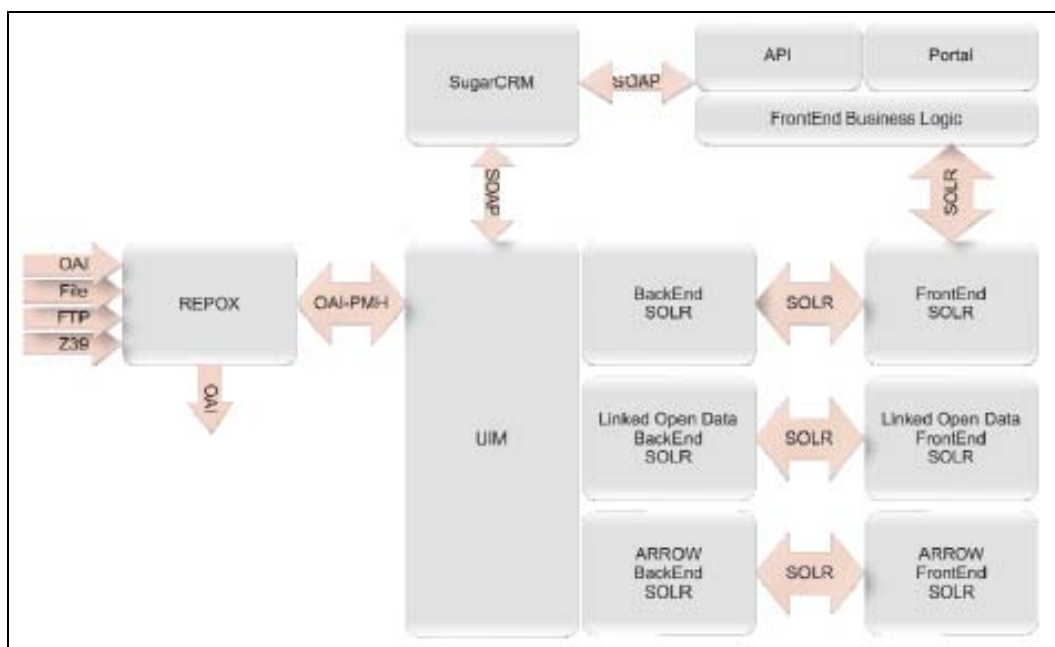 API
Portal
SugarCRM
SOAP
FrontEnd Business Logic
SOAP
SOLR
OAI
File
FTP
Z39
REPOX
OAI-PMH
OAI
UIM
BackEnd
SOLR
SOLR
FrontEnd
SOLR
Linked Open Data
BackEnd
SOLR
SOLR
Linked Open Data
FrontEnd
SOLR
ARROW
BackEnd
SOLR
SOLR
ARROW
FrontEnd
SOLR